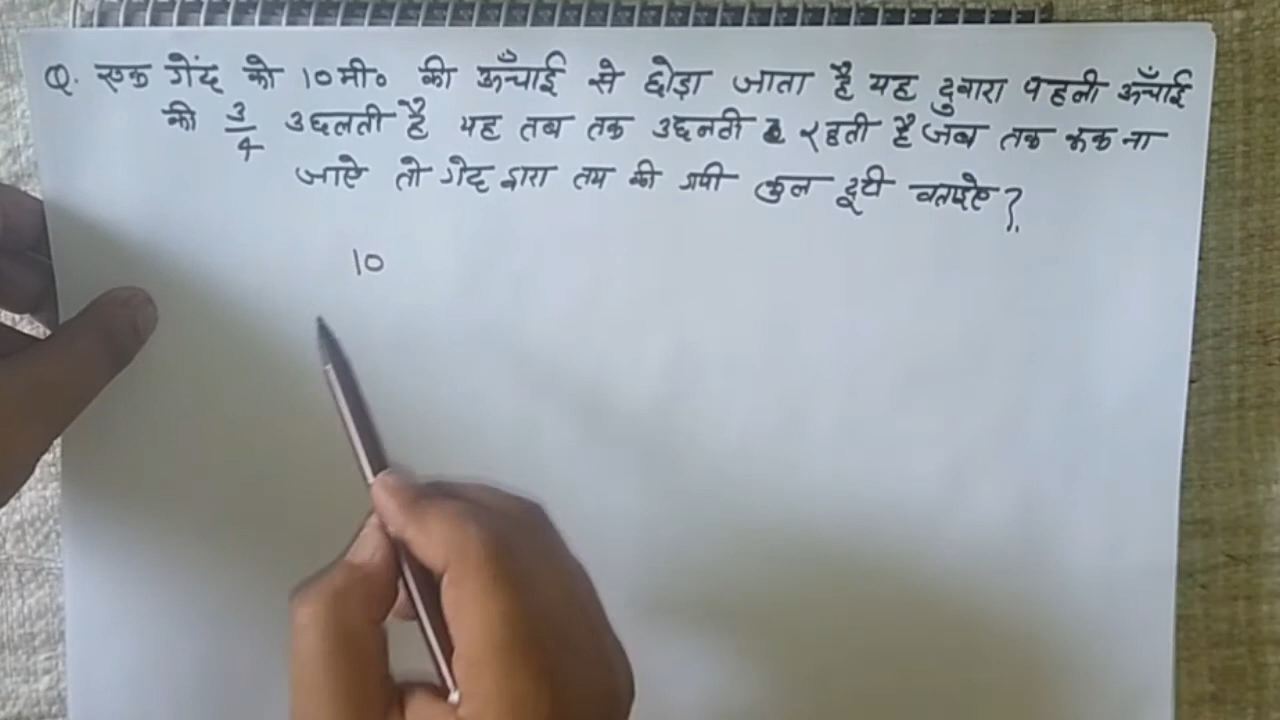 Q. एक गेंद को 10मी० की ऊँचाई से छोड़ा जाता है यह दुवारा पहली ऊँचाई
की 3/4 उछलती है यह तब तक उछलती रहती है जब तक रूक ना
जाऐ तो गेंद द्वारा तय की गयी कुल दूरी बताइऐ?
10